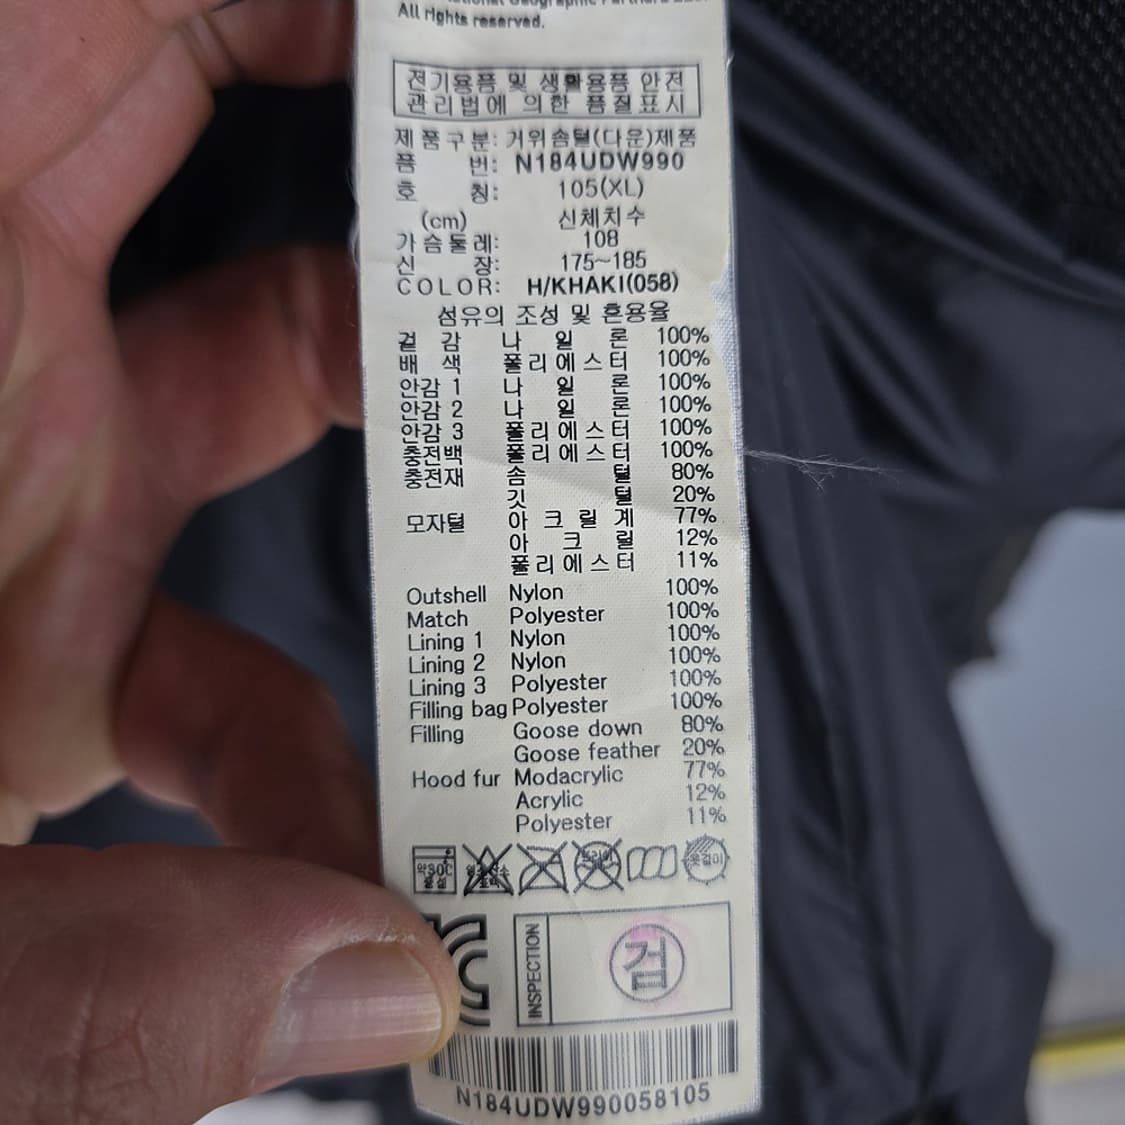 All rights reserved.
전기용품 및 생활용품 안전
관리법에 의한 품질표시
제품구분: 거위솜털(다운)제품
품 번: N184UDW990
호 칭: 105(XL)
(cm) 신체치수
가슴둘레: 108
신 장: 175~185
COLOR: H/KHAKI(058)
섬유의 조성 및 혼용율
겉 감 나 일 론 100%
배 색 폴리에스터 100%
안감 1 나 일 론 100%
안감 2 나 일 론 100%
안감 3 폴리에스터 100%
충전백 폴리에스터 100%
충전재 솜 털 80%
깃 털 20%
모자털 아 크 릴 계 77%
아 크 릴 12%
폴리에스터 11%
Outshell Nylon 100%
Match Polyester 100%
Lining 1 Nylon 100%
Lining 2 Nylon 100%
Lining 3 Polyester 100%
Filling bag Polyester 100%
Filling Goose down 80%
Goose feather 20%
Hood fur Modacrylic 77%
Acrylic 12%
Polyester 11%
약30℃ 옷걸이
INSPECTION 검
N184UDW990058105